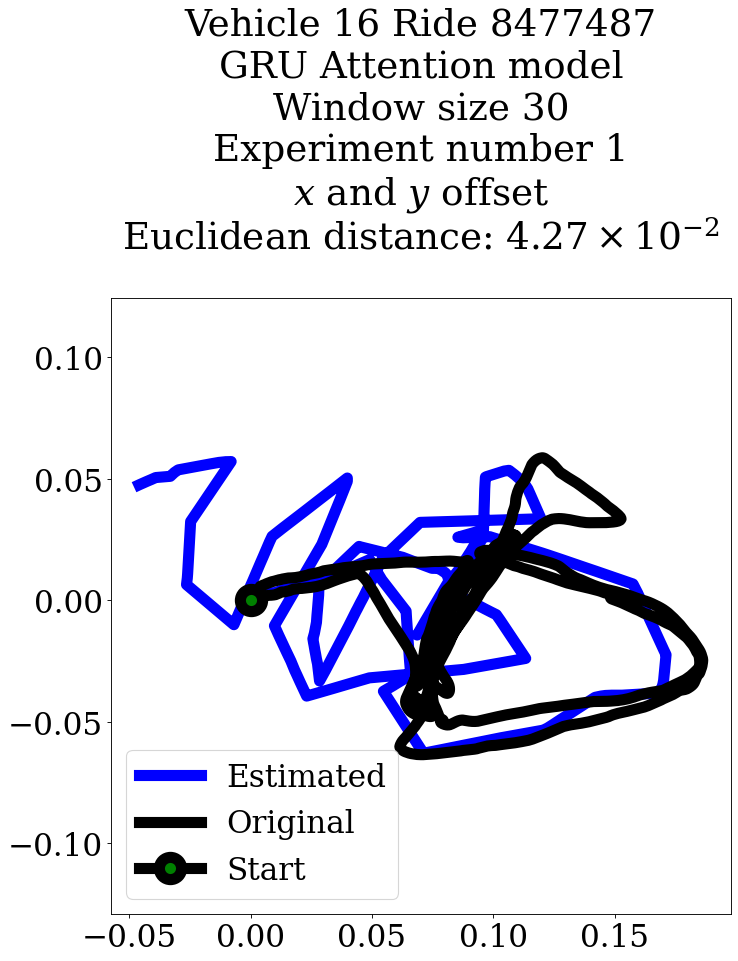 Vehicle 16 Ride 8477487
GRU Attention model
Window size 30
Experiment number 1
x and y offset
Euclidean distance: 4.27 × 10⁻²
0.10
0.05
0.00
−0.05
−0.10
Estimated
Original
Start
−0.05 0.00 0.05 0.10 0.15